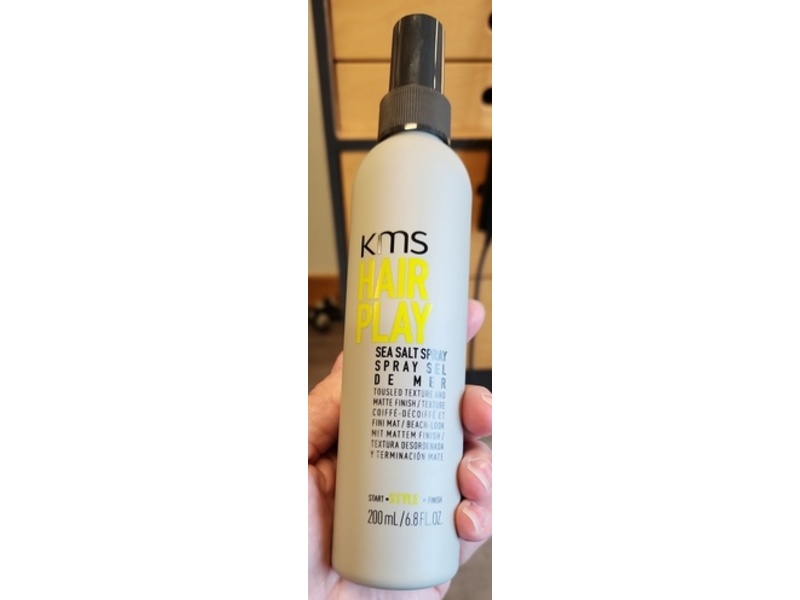 KMS
HAIR
PLAY
SEA SALT SPRAY
SPRAY SEL
DE MER
TOUSLED TEXTURE AND
MATTE FINISH / TEXTURE
COIFFÉ-DÉCOIFFÉ ET
FINI MAT / BEACH-LOOK
MIT MATTEM FINISH /
TEXTURA DESORDENADA
Y TERMINACIÓN MATE
START • STYLE • FINISH
200 mL / 6.8 FL. OZ.